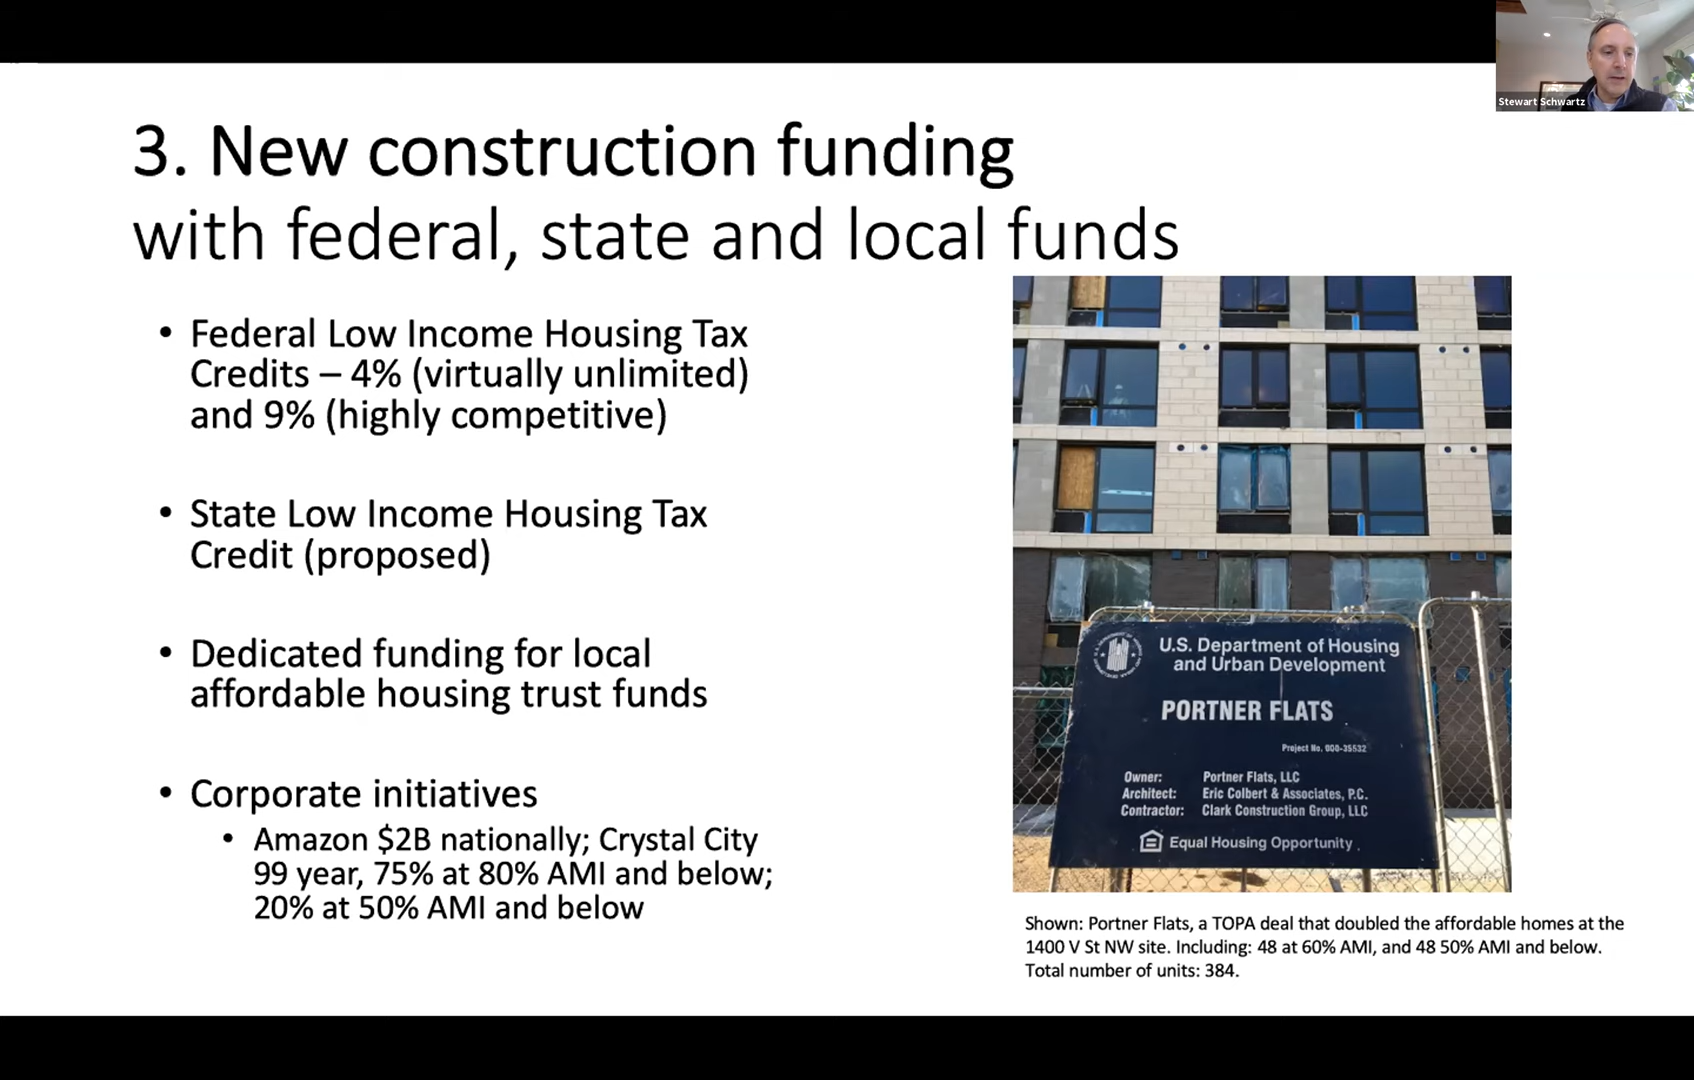 Stewart Schwartz
3. New construction funding
with federal, state and local funds
• Federal Low Income Housing Tax
Credits – 4% (virtually unlimited)
and 9% (highly competitive)
• State Low Income Housing Tax
Credit (proposed)
• Dedicated funding for local
affordable housing trust funds
• Corporate initiatives
• Amazon $2B nationally; Crystal City
99 year, 75% at 80% AMI and below;
20% at 50% AMI and below
U.S. Department of Housing
and Urban Development
PORTNER FLATS
Project No. 000-35532
Owner: Portner Flats, LLC
Architect: Eric Colbert & Associates, P.C.
Contractor: Clark Construction Group, LLC
Equal Housing Opportunity
Shown: Portner Flats, a TOPA deal that doubled the affordable homes at the
1400 V St NW site. Including: 48 at 60% AMI, and 48 50% AMI and below.
Total number of units: 384.